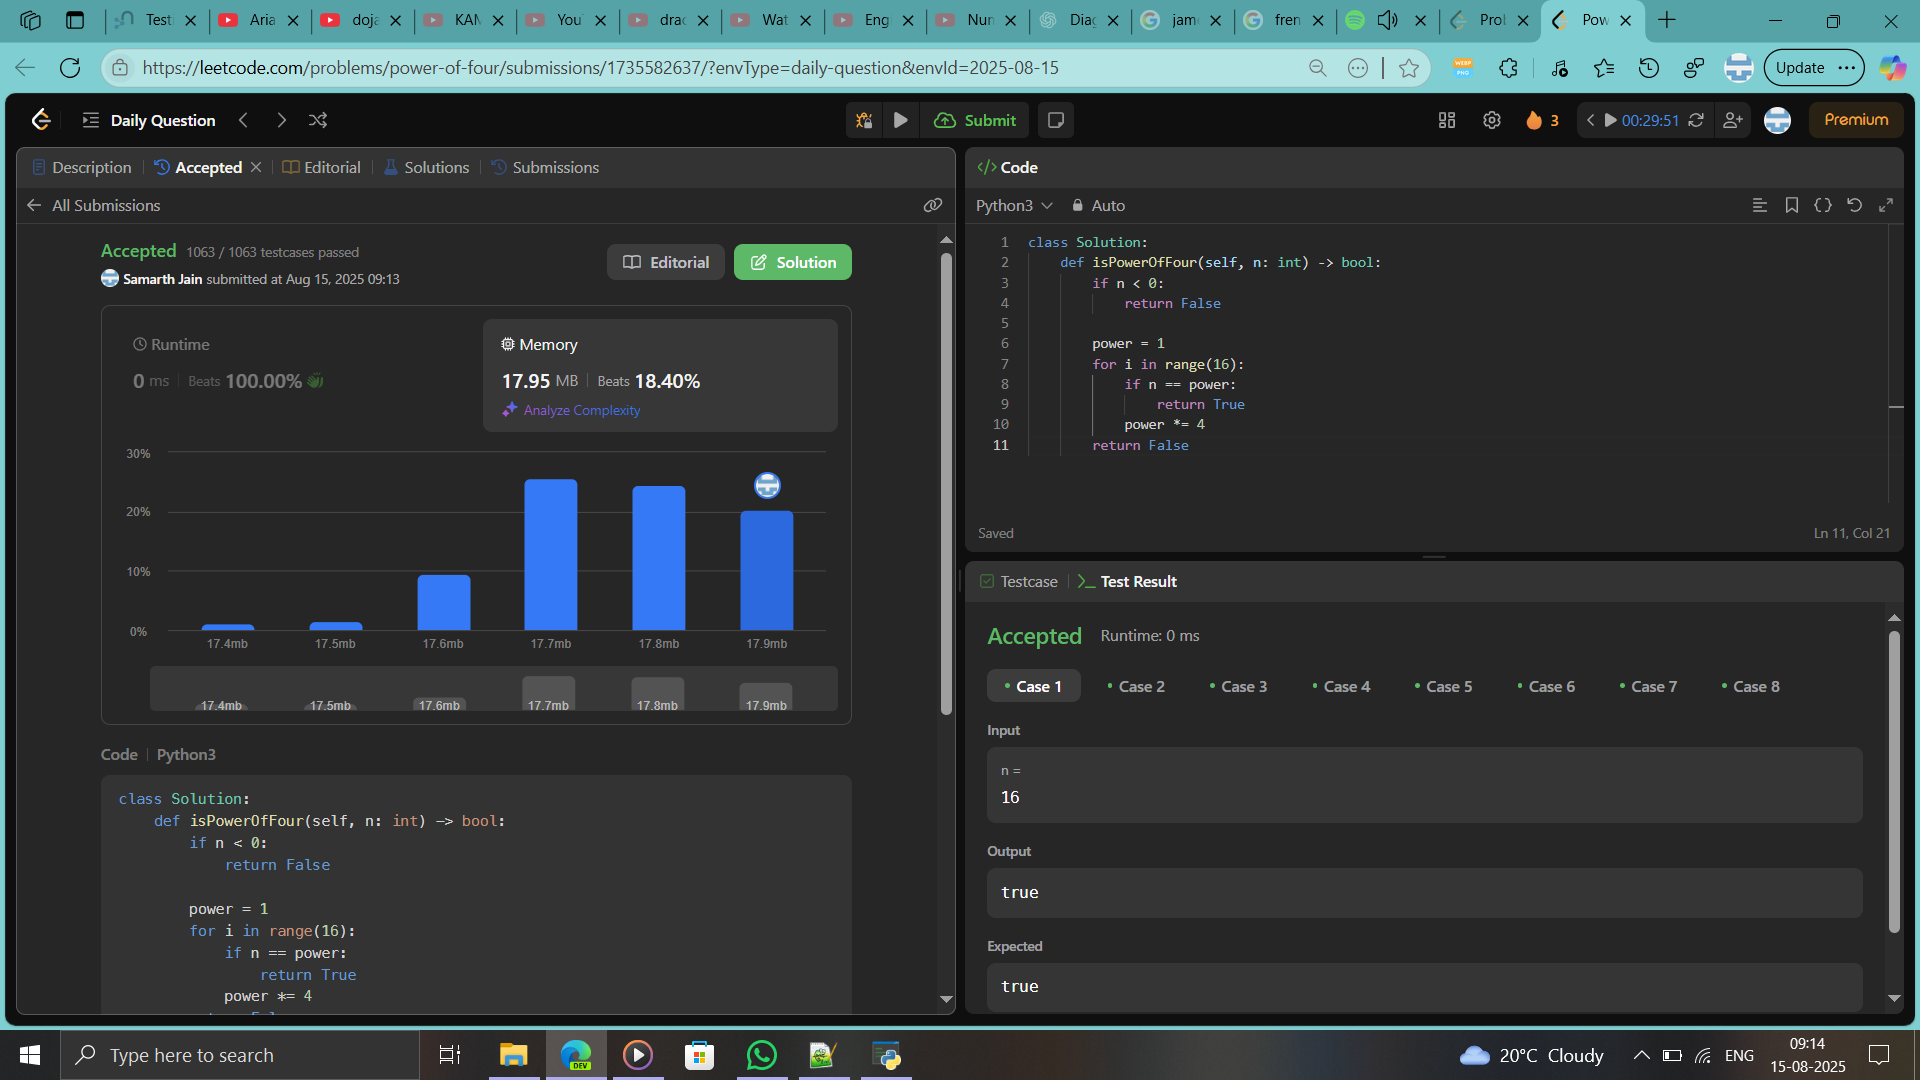 Test
Aria
doja
KAN
You
drac
Wat
Eng
Nur
Diag
jame
fren
Prol
Pow
https://leetcode.com/problems/power-of-four/submissions/1735582637/?envType=daily-question&envId=2025-08-15
WEBP
PNG
Update
Daily Question
Submit
3
00:29:51
Premium
Description
Accepted
Editorial
Solutions
Submissions
All Submissions
Accepted 1063 / 1063 testcases passed
Samarth Jain submitted at Aug 15, 2025 09:13
Editorial
Solution
Runtime
0 ms Beats 100.00%
Memory
17.95 MB Beats 18.40%
Analyze Complexity
30%
20%
10%
0%
17.4mb 17.5mb 17.6mb 17.7mb 17.8mb 17.9mb
17.4mb 17.5mb 17.6mb 17.7mb 17.8mb 17.9mb
Code Python3
class Solution:
def isPowerOfFour(self, n: int) -> bool:
if n < 0:
return False
power = 1
for i in range(16):
if n == power:
return True
power *= 4
</> Code
Python3 Auto
1 class Solution:
2 def isPowerOfFour(self, n: int) -> bool:
3 if n < 0:
4 return False
5
6 power = 1
7 for i in range(16):
8 if n == power:
9 return True
10 power *= 4
11 return False
Saved
Ln 11, Col 21
Testcase
Test Result
Accepted Runtime: 0 ms
Case 1 Case 2 Case 3 Case 4 Case 5 Case 6 Case 7 Case 8
Input
n =
16
Output
true
Expected
true
Type here to search
DEV
20°C Cloudy
ENG
09:14
15-08-2025